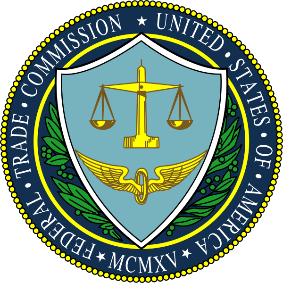 FEDERAL • TRADE • COMMISSION ★ UNITED • STATES • OF • AMERICA
★ MCMXV ★